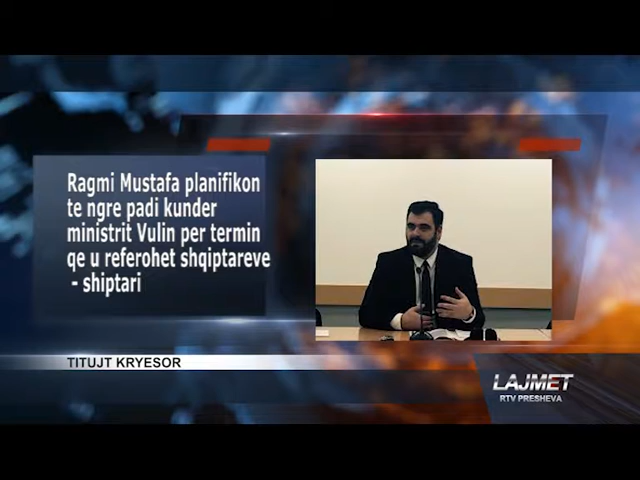 Ragmi Mustafa planifikon
te ngre padi kunder
ministrit Vulin per termin
qe u referohet shqiptareve
- shiptari
TITUJT KRYESOR
LAJMET
RTV PRESHEVA